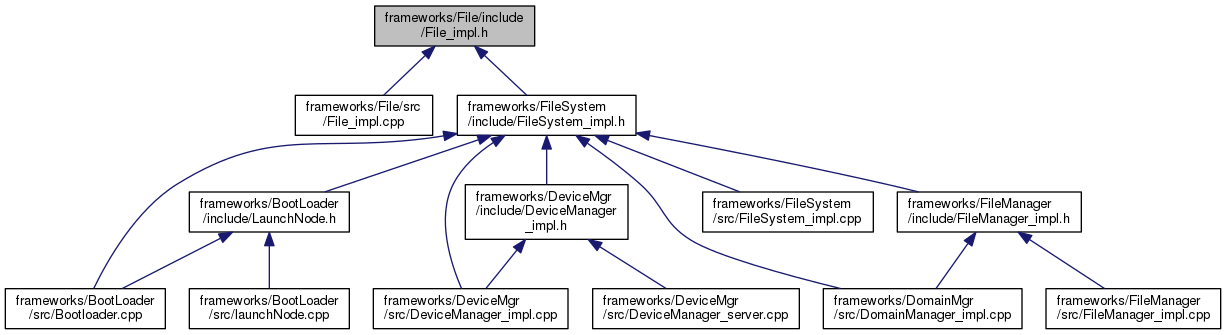 frameworks/File/include
/File_impl.h
frameworks/File/src
/File_impl.cpp
frameworks/FileSystem
/include/FileSystem_impl.h
frameworks/BootLoader
/include/LaunchNode.h
frameworks/DeviceMgr
/include/DeviceManager
_impl.h
frameworks/FileSystem
/src/FileSystem_impl.cpp
frameworks/FileManager
/include/FileManager_impl.h
frameworks/BootLoader
/src/Bootloader.cpp
frameworks/BootLoader
/src/launchNode.cpp
frameworks/DeviceMgr
/src/DeviceManager_impl.cpp
frameworks/DeviceMgr
/src/DeviceManager_server.cpp
frameworks/DomainMgr
/src/DomainManager_impl.cpp
frameworks/FileManager
/src/FileManager_impl.cpp